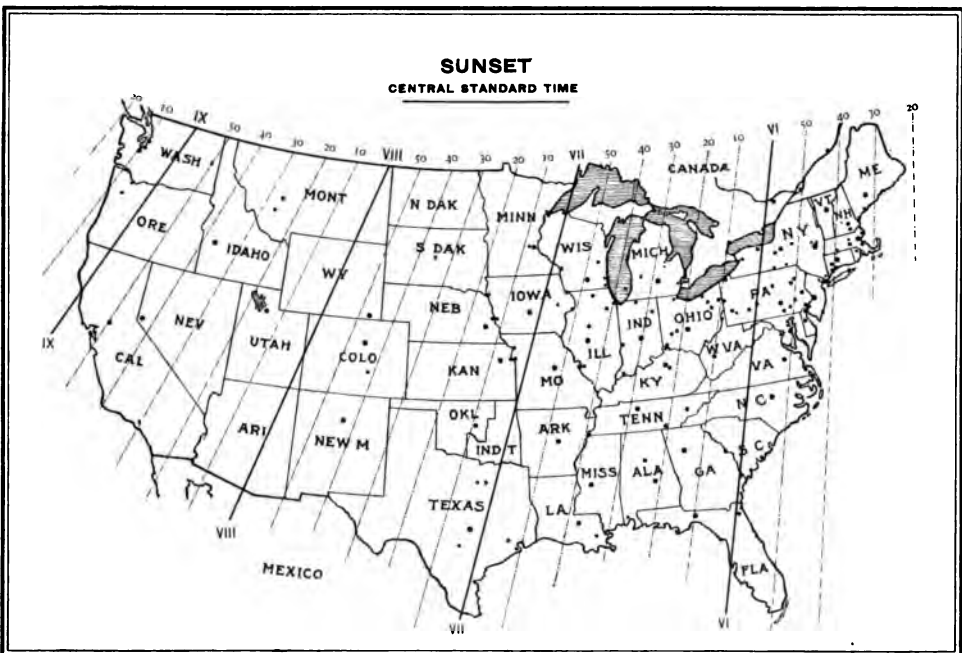 SUNSET
CENTRAL STANDARD TIME
20 10 IX 50 40 30 20 10 VIII 50 40 30 20 10 VII 50 40 30 20 10 VI 50 40 30 20
CANADA
WASH
MONT
N DAK
MINN
ME
VT
NH
ORE
IDAHO
S DAK
WIS
MICH
N Y
WY
IOWA
PA
NEB
NEV
OHIO
IND
IX
UTAH
COLO
ILL
W VA
CAL
KAN
MO
KY
VA
N C
TENN
OKL
ARI
NEW M
ARK
IND T
S C
MISS
ALA
GA
TEXAS
LA
VIII
MEXICO
FLA
VII
VI